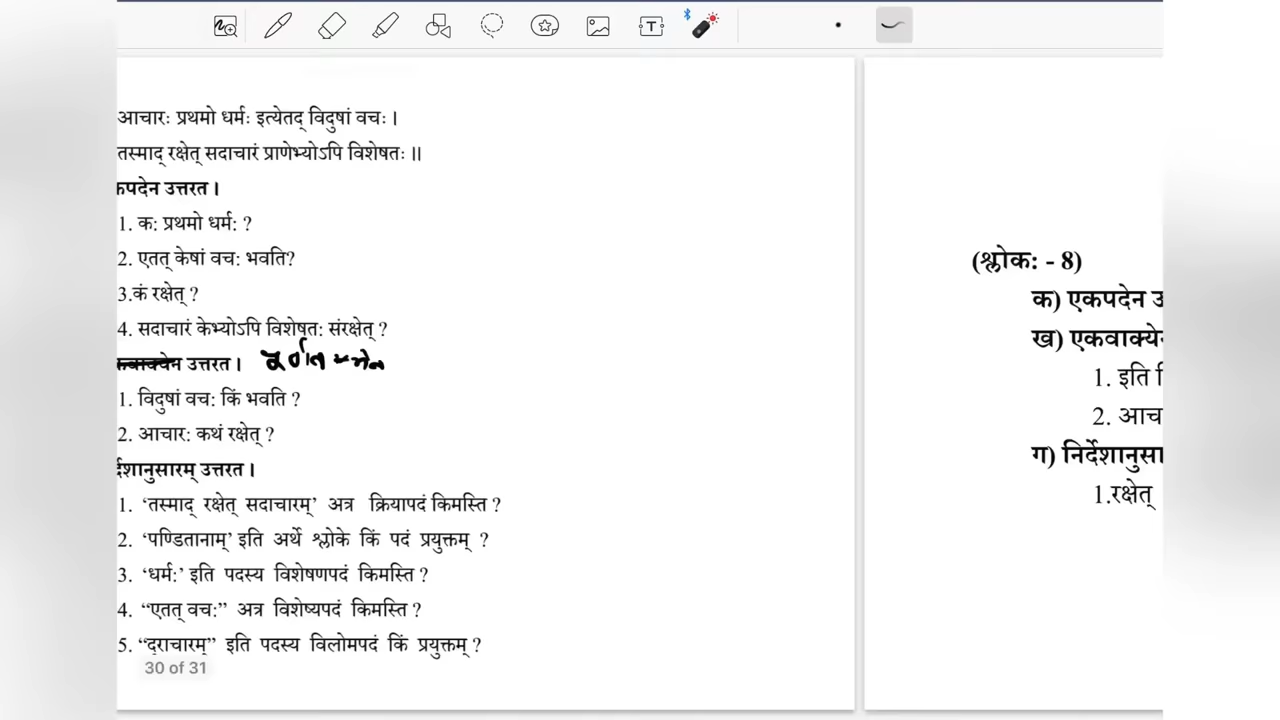 आचारः प्रथमो धर्मः इत्येतद् विदुषां वचः ।
तस्माद् रक्षेत् सदाचारं प्राणेभ्योऽपि विशेषतः ॥
कपदेन उत्तरत ।
1. क: प्रथमो धर्म: ?
2. एतत् केषां वच: भवति?
3.कं रक्षेत् ?
4. सदाचारं केभ्योऽपि विशेषत: संरक्षेत् ?
उत्तरत ।
1. विदुषां वच: किं भवति ?
2. आचार: कथं रक्षेत् ?
र्देशानुसारम् उत्तरत ।
1. ‘तस्माद् रक्षेत् सदाचारम्’ अत्र क्रियापदं किमस्ति ?
2. ‘पण्डितानाम्’ इति अर्थे श्लोके किं पदं प्रयुक्तम् ?
3. ‘धर्म:’ इति पदस्य विशेषणपदं किमस्ति ?
4. “एतत् वच:” अत्र विशेष्यपदं किमस्ति ?
5. “दुराचारम्” इति पदस्य विलोमपदं किं प्रयुक्तम् ?
30 of 31
(श्लोक: - 8)
क) एकपदेन उ
ख) एकवाक्ये
1. इति
2. आच
ग) निर्देशानुसा
1.रक्षेत्